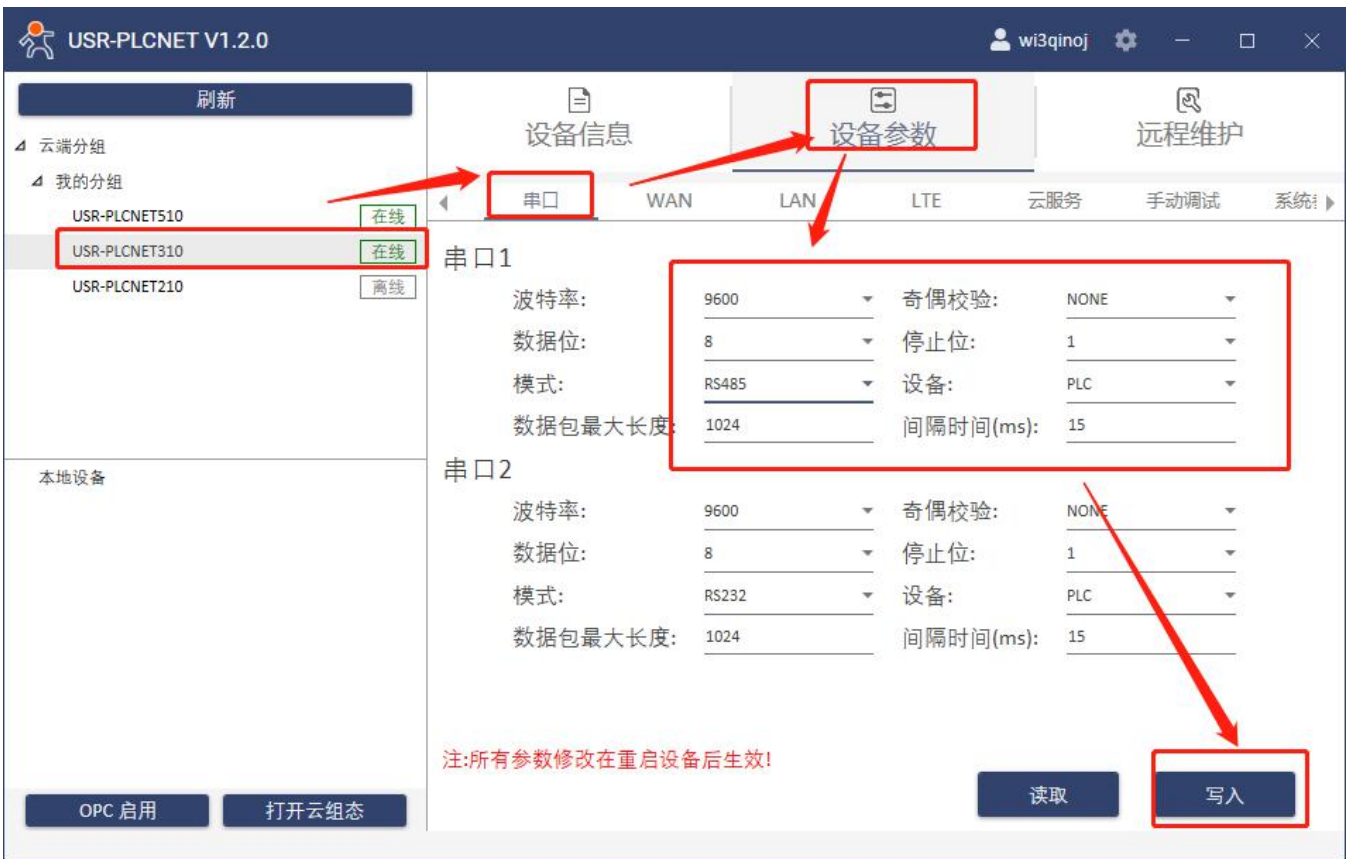 USR-PLCNET V1.2.0
wi3qinoj
刷新
云端分组
我的分组
USR-PLCNET510 在线
USR-PLCNET310 在线
USR-PLCNET210 离线
本地设备
OPC 启用 打开云组态
设备信息 设备参数 远程维护
串口 WAN LAN LTE 云服务 手动调试 系统
串口1
波特率: 9600 奇偶校验: NONE
数据位: 8 停止位: 1
模式: RS485 设备: PLC
数据包最大长度: 1024 间隔时间(ms): 15
串口2
波特率: 9600 奇偶校验: NONE
数据位: 8 停止位: 1
模式: RS232 设备: PLC
数据包最大长度: 1024 间隔时间(ms): 15
注:所有参数修改在重启设备后生效!
读取 写入